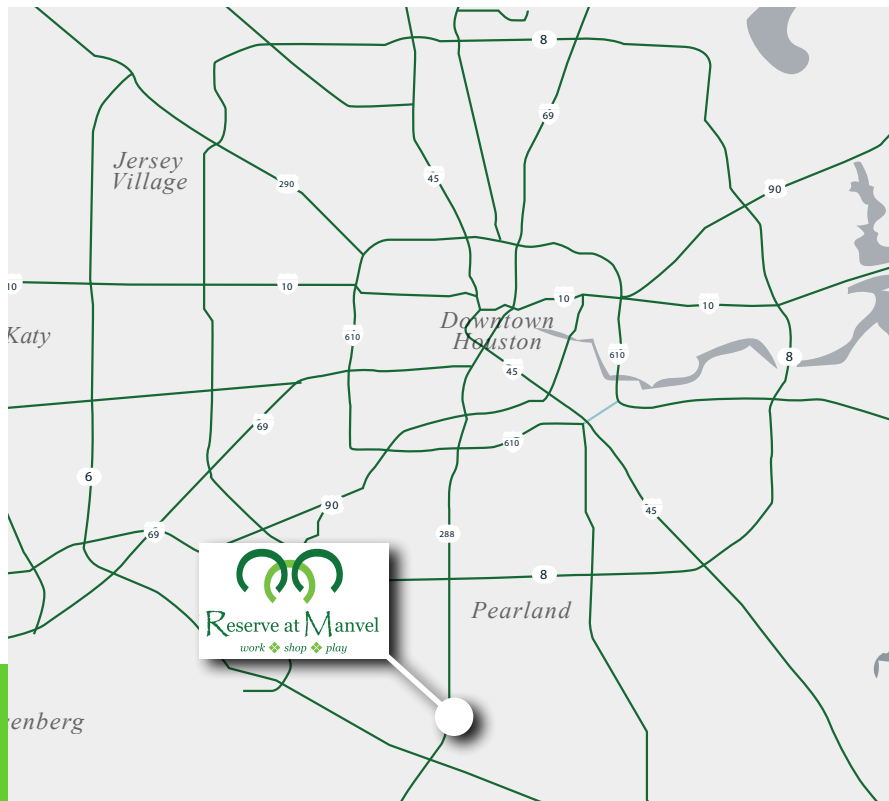 8
69
Jersey
Village
45
290
90
10
10
10
10
Downtown
Houston
Katy
610
610
8
45
69
610
6
90
45
69
288
8
Reserve at Manvel
work ❖ shop ❖ play
Pearland
enberg